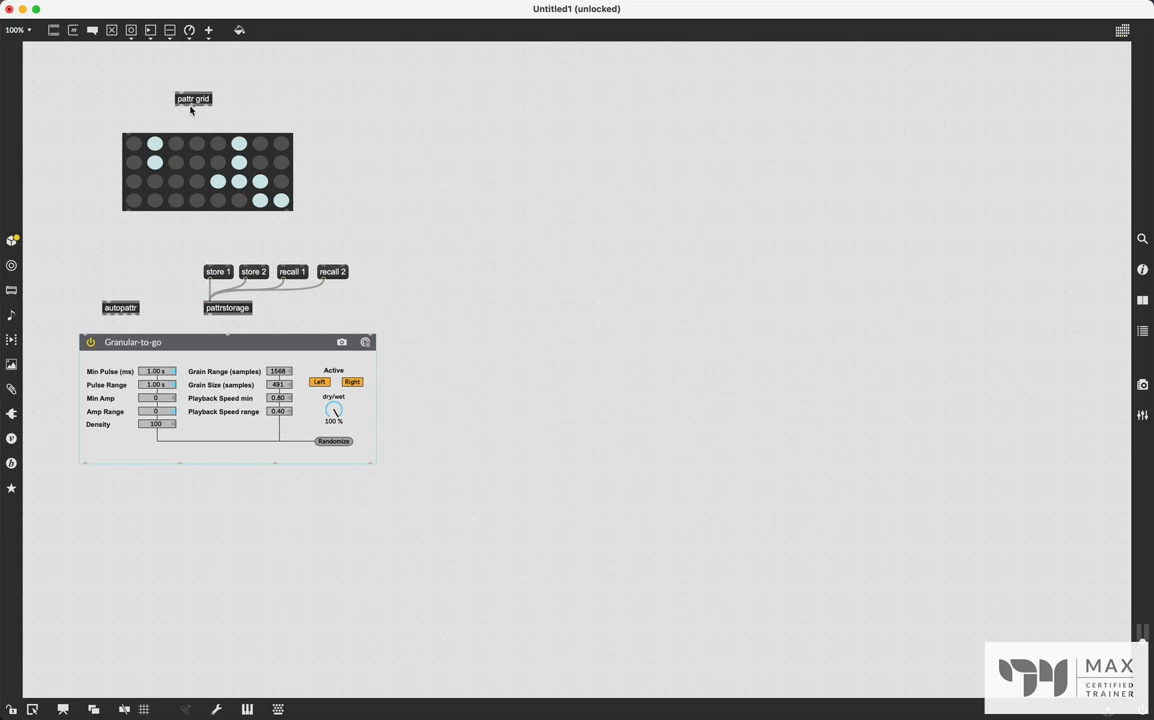 Untitled1 (unlocked)
100%
pattr grid
store 1
store 2
recall 1
recall 2
autopattr
pattrstorage
Granular-to-go
Min Pulse (ms) 1.00 s
Pulse Range 1.00 s
Min Amp 0
Amp Range 0
Density 100
Grain Range (samples) 1568
Grain Size (samples) 491
Playback Speed min 0.80
Playback Speed range 0.40
Active
Left Right
dry/wet
100 %
Randomize
MAX
CERTIFIED
TRAINER